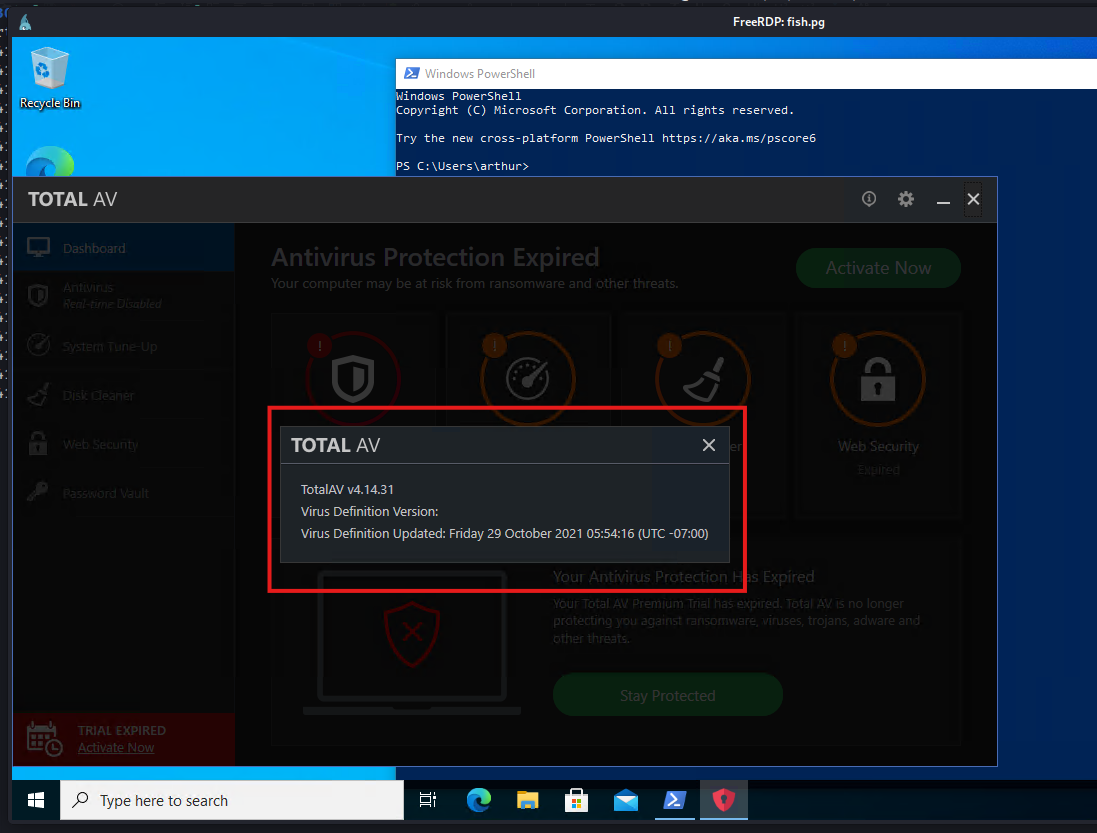 FreeRDP: fish.pg
Recycle Bin
Windows PowerShell
Windows PowerShell
Copyright (C) Microsoft Corporation. All rights reserved.
Try the new cross-platform PowerShell https://aka.ms/pscore6
PS C:\Users\arthur>
TOTAL AV
Dashboard
Antivirus
Real-time Disabled
System Tune-Up
Disk Cleaner
Web Security
Password Vault
TRIAL EXPIRED
Activate Now
Antivirus Protection Expired
Your computer may be at risk from ransomware and other threats.
Activate Now
Web Security
Expired
TOTAL AV
TotalAV v4.14.31
Virus Definition Version:
Virus Definition Updated: Friday 29 October 2021 05:54:16 (UTC -07:00)
Your Antivirus Protection Has Expired
Your Total AV Premium Trial has expired. Total AV is no longer
protecting you against ransomware, viruses, trojans, adware and
other threats.
Stay Protected
Type here to search